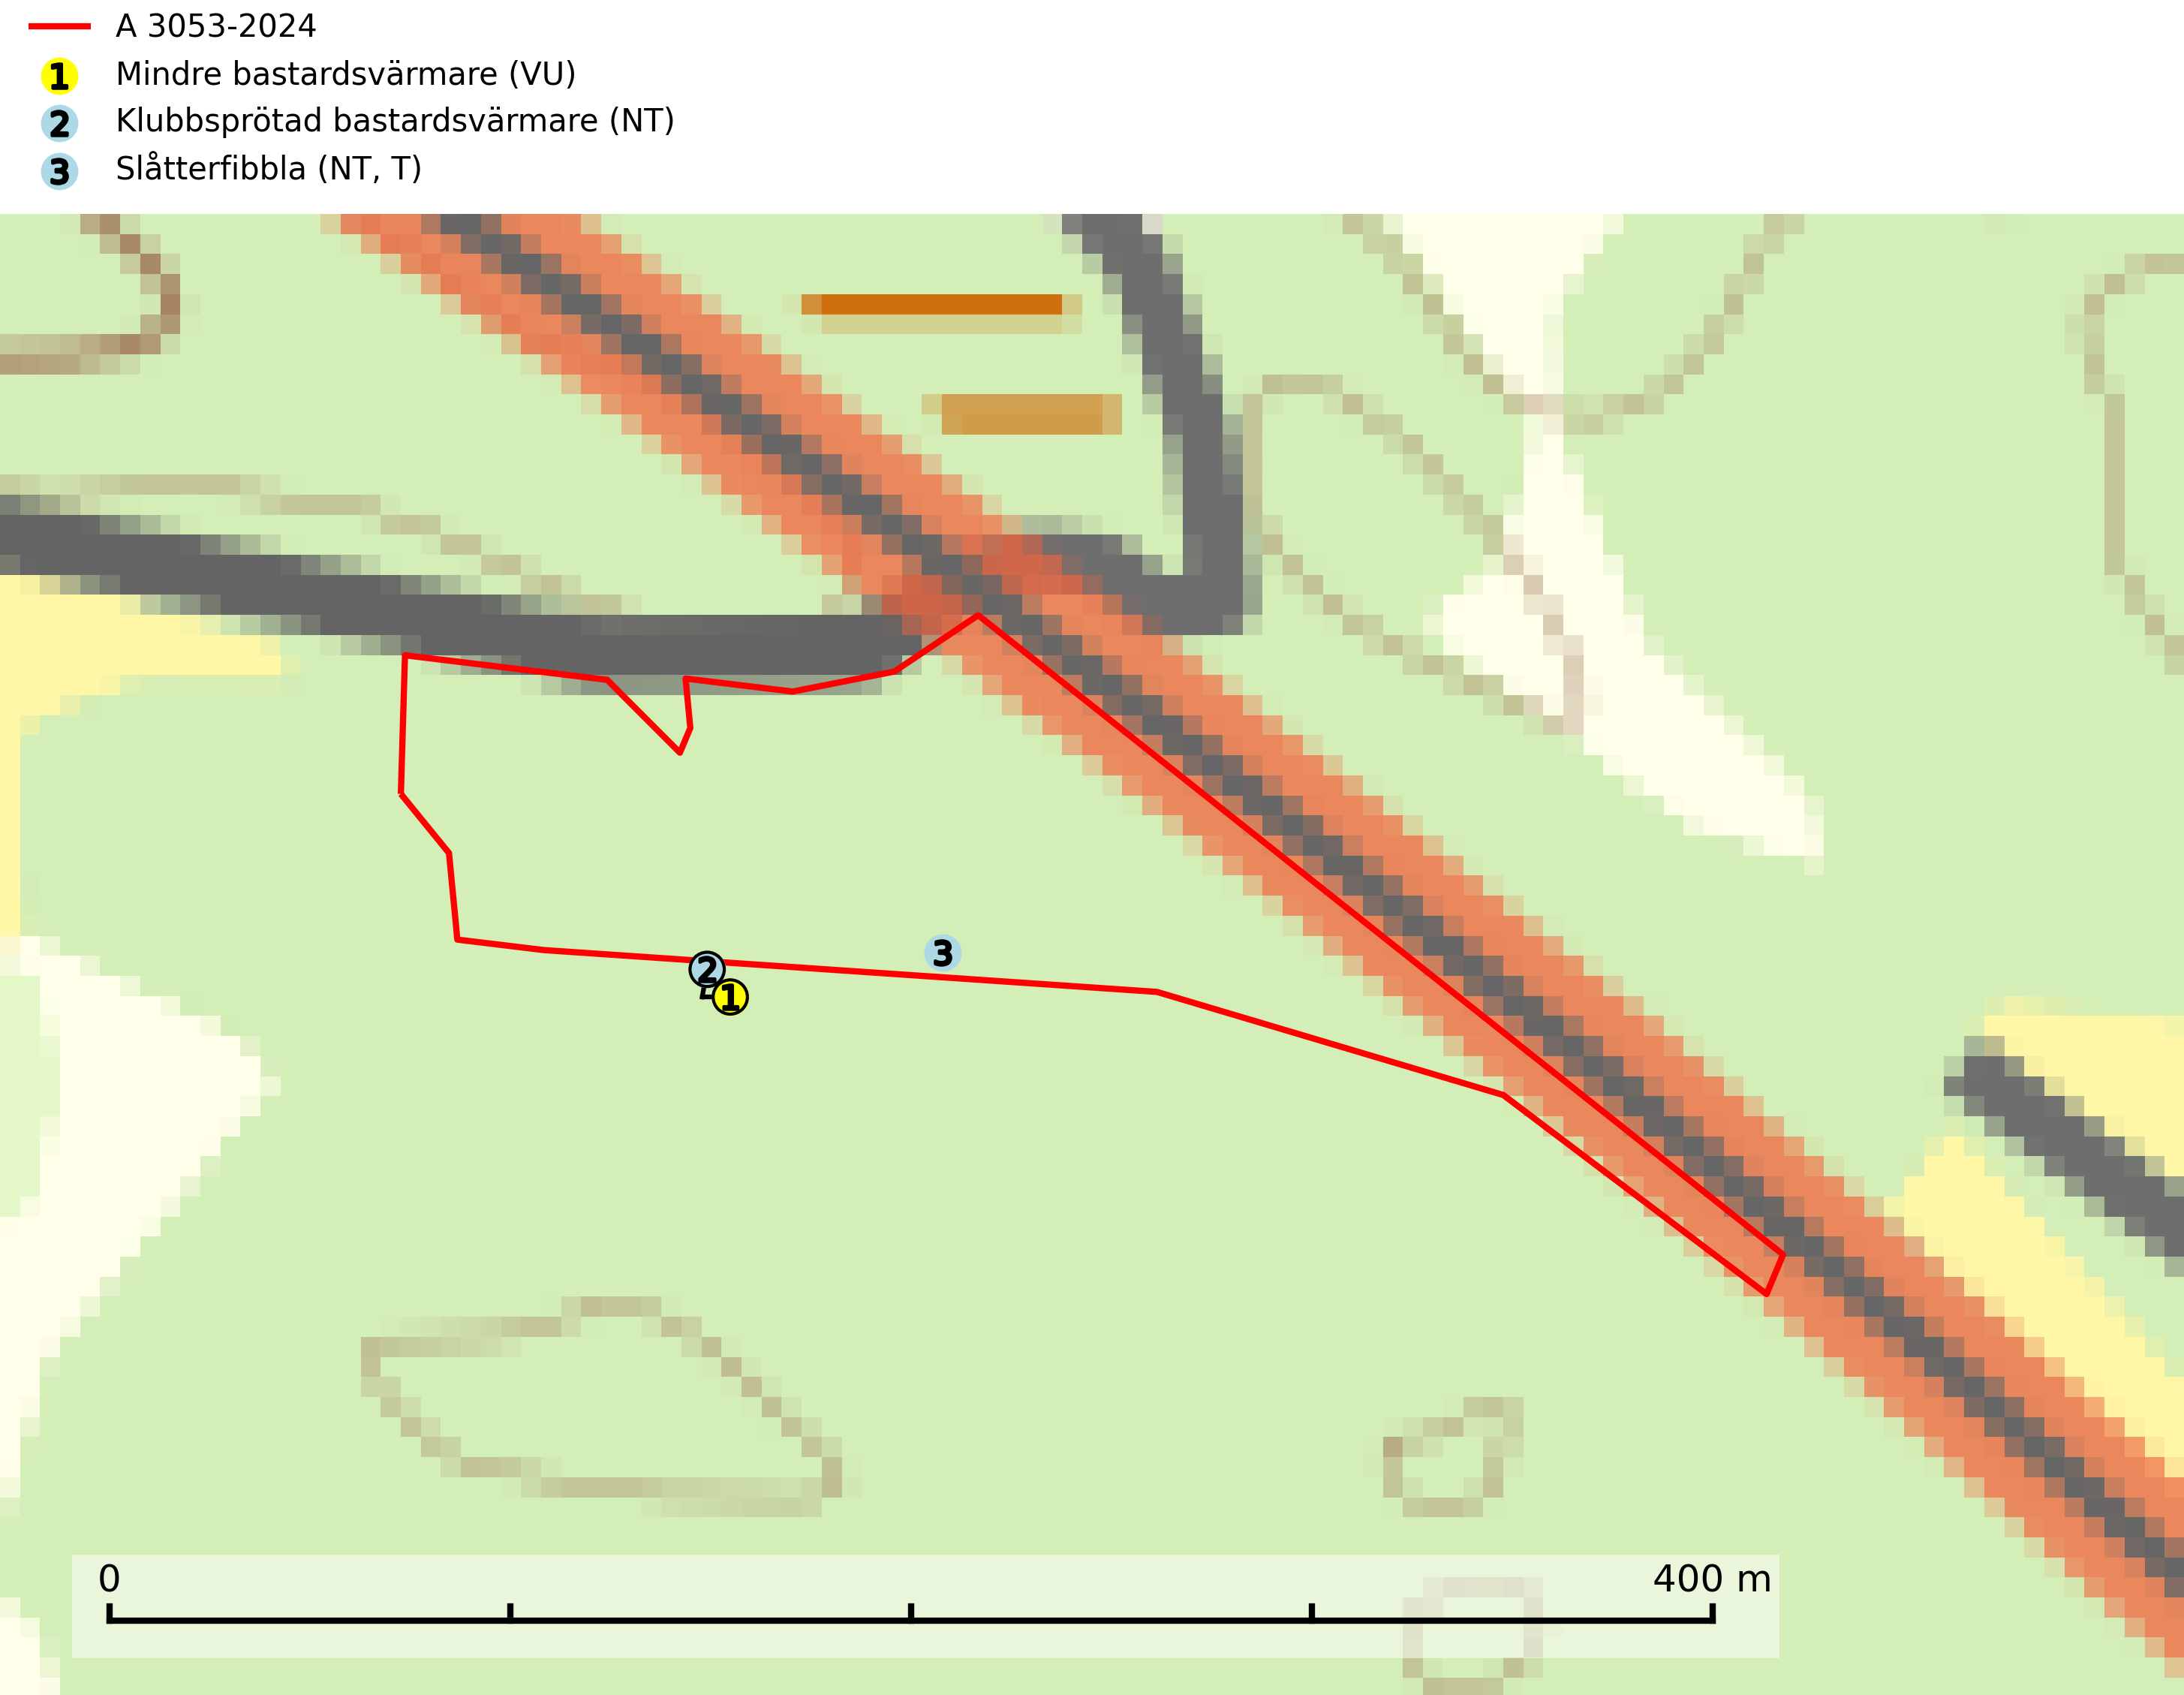 A 3053-2024
1 Mindre bastardsvärmare (VU)
2 Klubbsprötad bastardsvärmare (NT)
3 Slåtterfibbla (NT, T)
3
2
1
0 400 m